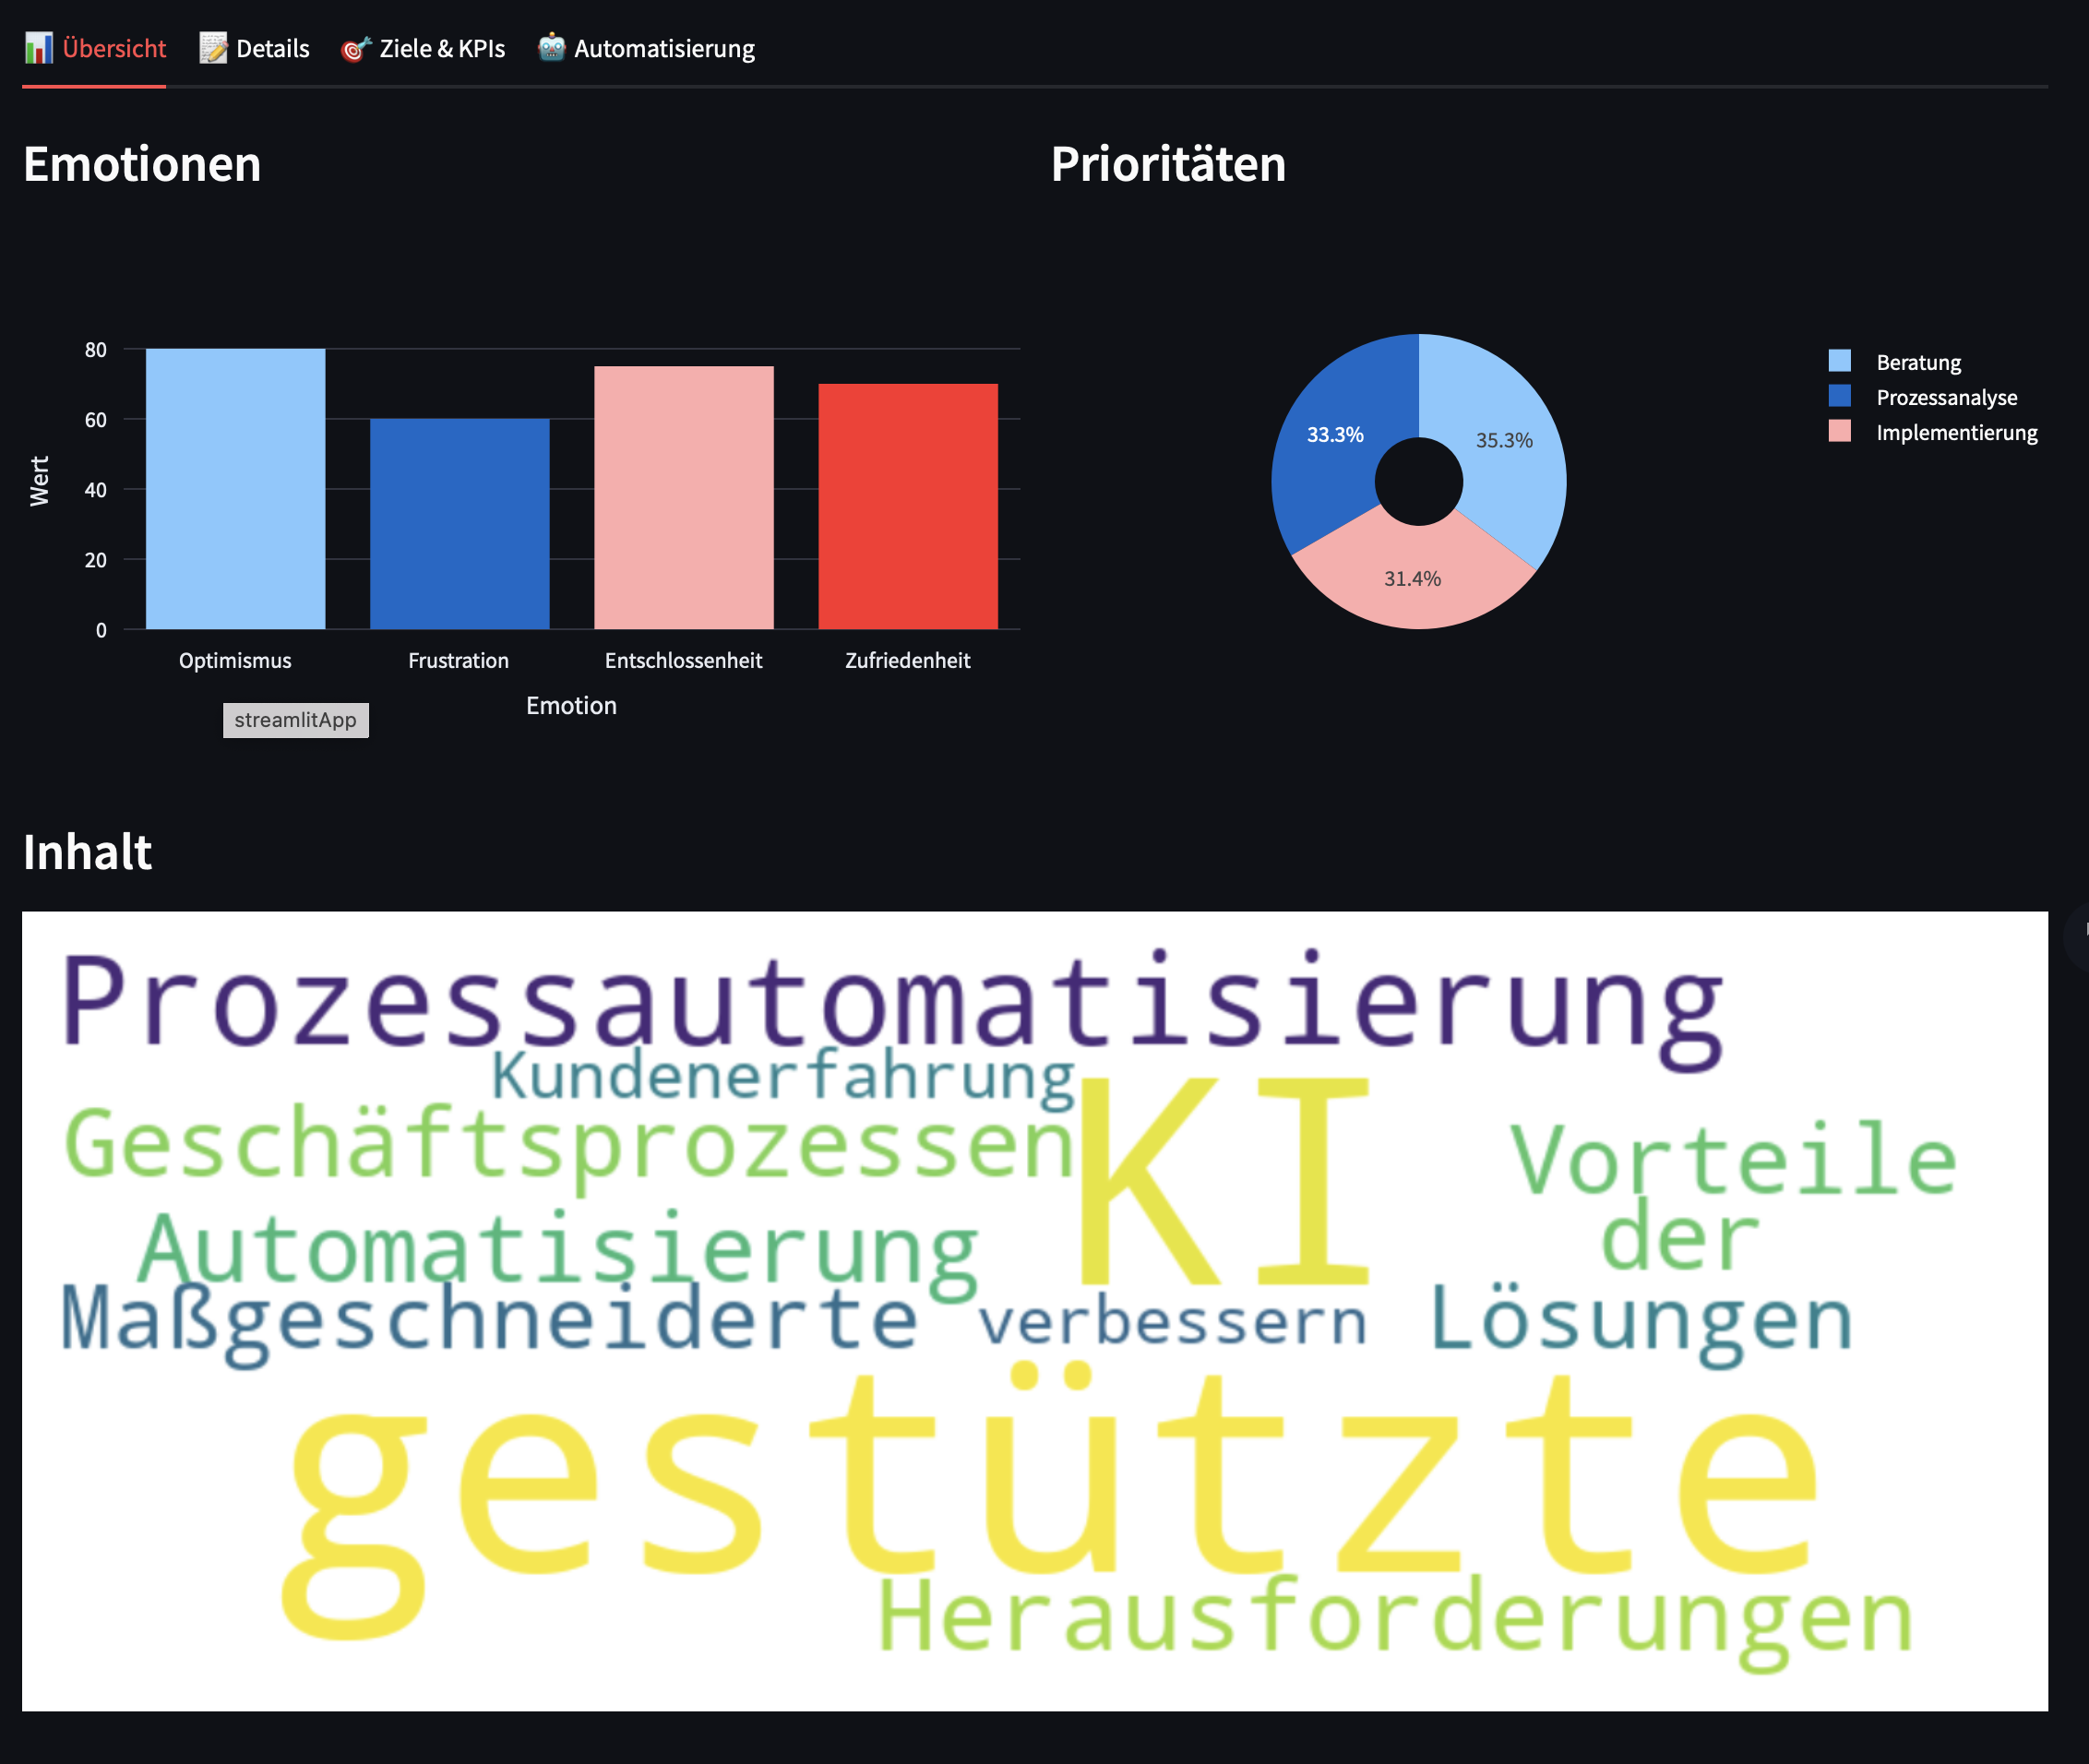 Übersicht
Details
Ziele & KPIs
Automatisierung
Emotionen
Prioritäten
80
60
40
20
0
Wert
Optimismus
Frustration
Entschlossenheit
Zufriedenheit
Emotion
streamlitApp
33.3%
35.3%
31.4%
Beratung
Prozessanalyse
Implementierung
Inhalt
Prozessautomatisierung
Kundenerfahrung
KI
Geschäftsprozessen
Vorteile
der
Automatisierung
Maßgeschneiderte
verbessern
Lösungen
gestützte
Herausforderungen